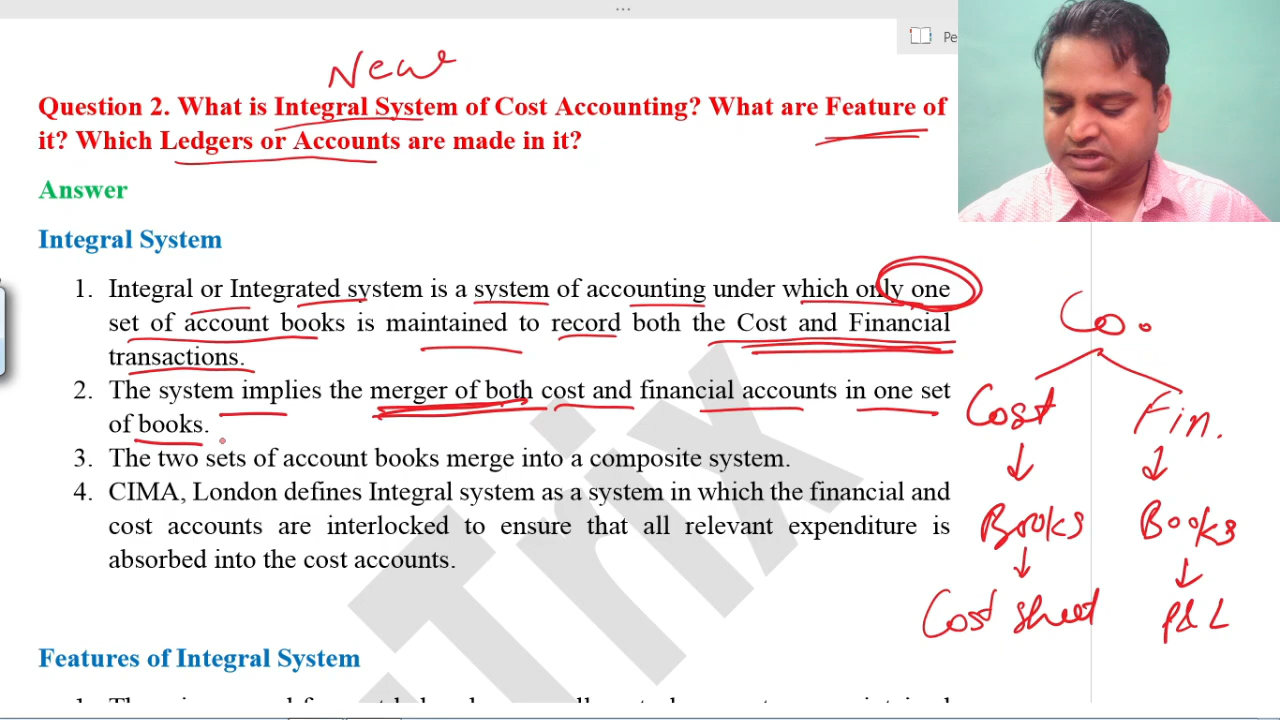 Pe
New
Question 2. What is Integral System of Cost Accounting? What are Feature of
it? Which Ledgers or Accounts are made in it?
Answer
Integral System
1. Integral or Integrated system is a system of accounting under which only one
set of account books is maintained to record both the Cost and Financial
transactions.
2. The system implies the merger of both cost and financial accounts in one set
of books.
3. The two sets of account books merge into a composite system.
4. CIMA, London defines Integral system as a system in which the financial and
cost accounts are interlocked to ensure that all relevant expenditure is
absorbed into the cost accounts.
Co.
Cost Fin.
Books Books
Cost sheet P&L
Trix
Features of Integral System